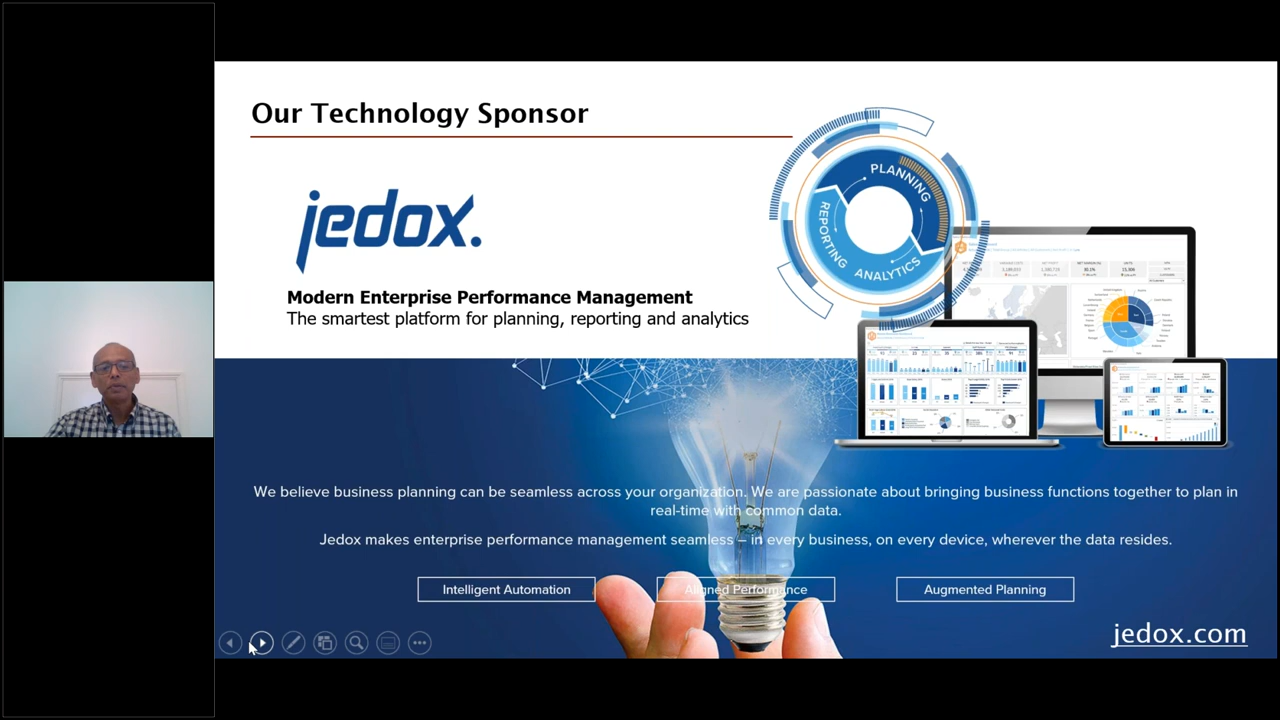 Our Technology Sponsor
jedox.
Modern Enterprise Performance Management
The smartest platform for planning, reporting and analytics
PLANNING
REPORTING
ANALYTICS
We believe business planning can be seamless across your organization. We are passionate about bringing business functions together to plan in
real-time with common data.
Jedox makes enterprise performance management seamless – in every business, on every device, wherever the data resides.
Intelligent Automation
Aligned Performance
Augmented Planning
jedox.com